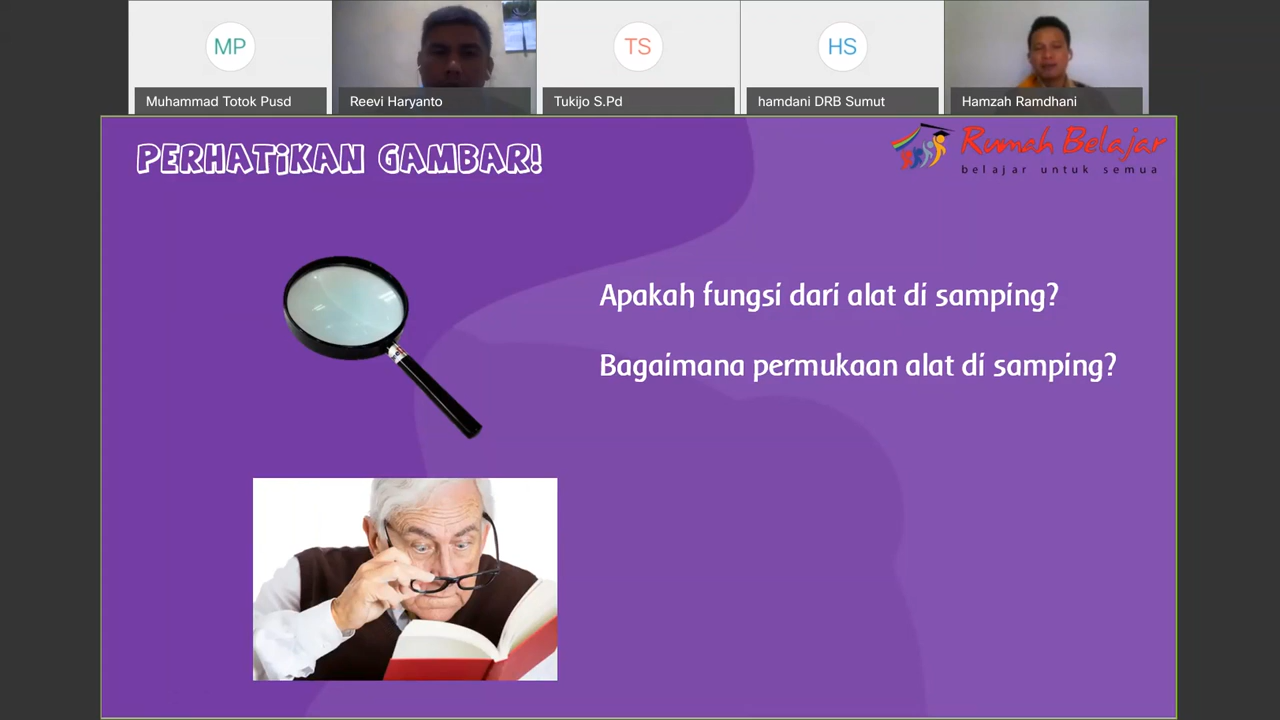 MP
TS
HS
Muhammad Totok Pusd
Reevi Haryanto
Tukijo S.Pd
hamdani DRB Sumut
Hamzah Ramdhani
PERHATiKAN GAMBAR!
Rumah Belajar
belajar untuk semua
Apakah fungsi dari alat di samping?
Bagaimana permukaan alat di samping?